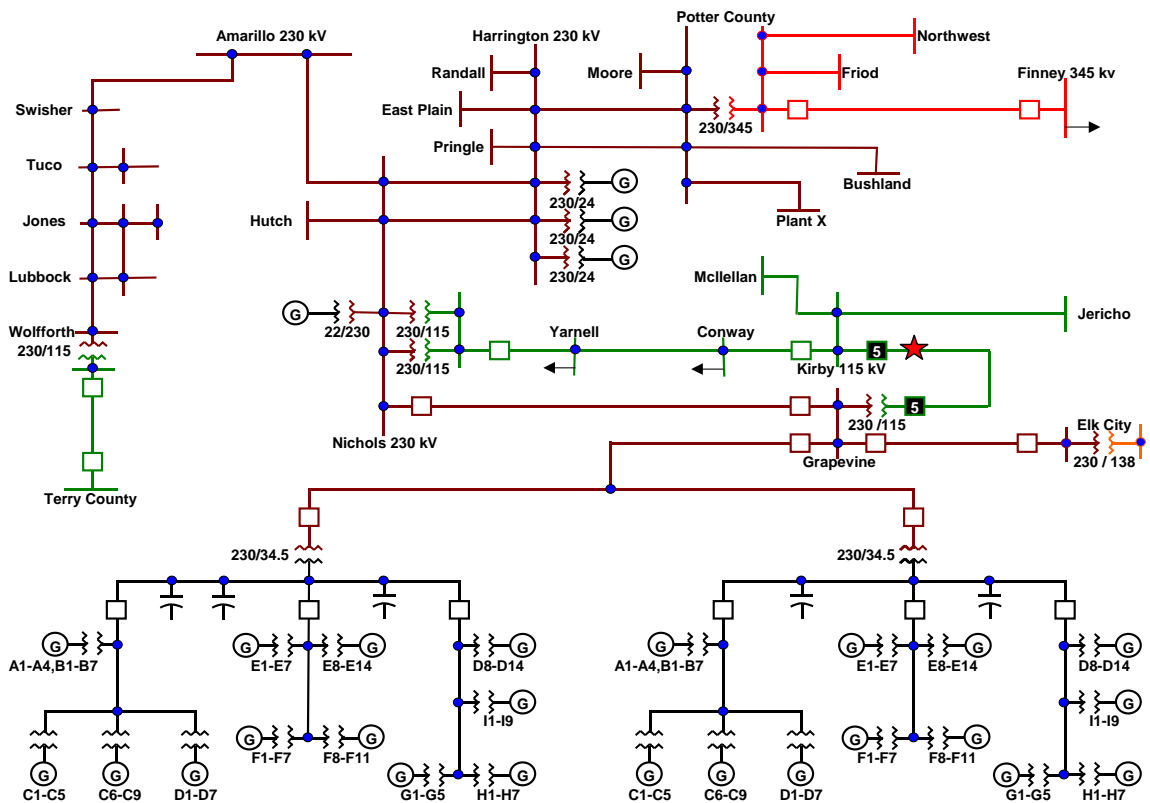 Potter County
Amarillo 230 kV
Harrington 230 kV
Northwest
Randall
Moore
Friod
Finney 345 kv
Swisher
East Plain
230/345
Pringle
Tuco
Bushland
G
230/24
Jones
Hutch
G
Plant X
230/24
G
230/24
Lubbock
McIlellan
G
Jericho
Wolfforth
230/115
22/230
230/115
Yarnell
Conway
5
230/115
Kirby 115 kV
5
230 /115
Nichols 230 kV
Elk City
Grapevine
230 / 138
Terry County
230/34.5
230/34.5
G
G
G
G
G
G
G
G
A1-A4,B1-B7
E1-E7
E8-E14
D8-D14
A1-A4,B1-B7
E1-E7
E8-E14
D8-D14
G
G
I1-I9
I1-I9
G
G
G
G
F1-F7
F8-F11
F1-F7
F8-F11
G
G
G
G
G
G
G
G
G
G
C1-C5
C6-C9
D1-D7
G1-G5
H1-H7
C1-C5
C6-C9
D1-D7
G1-G5
H1-H7